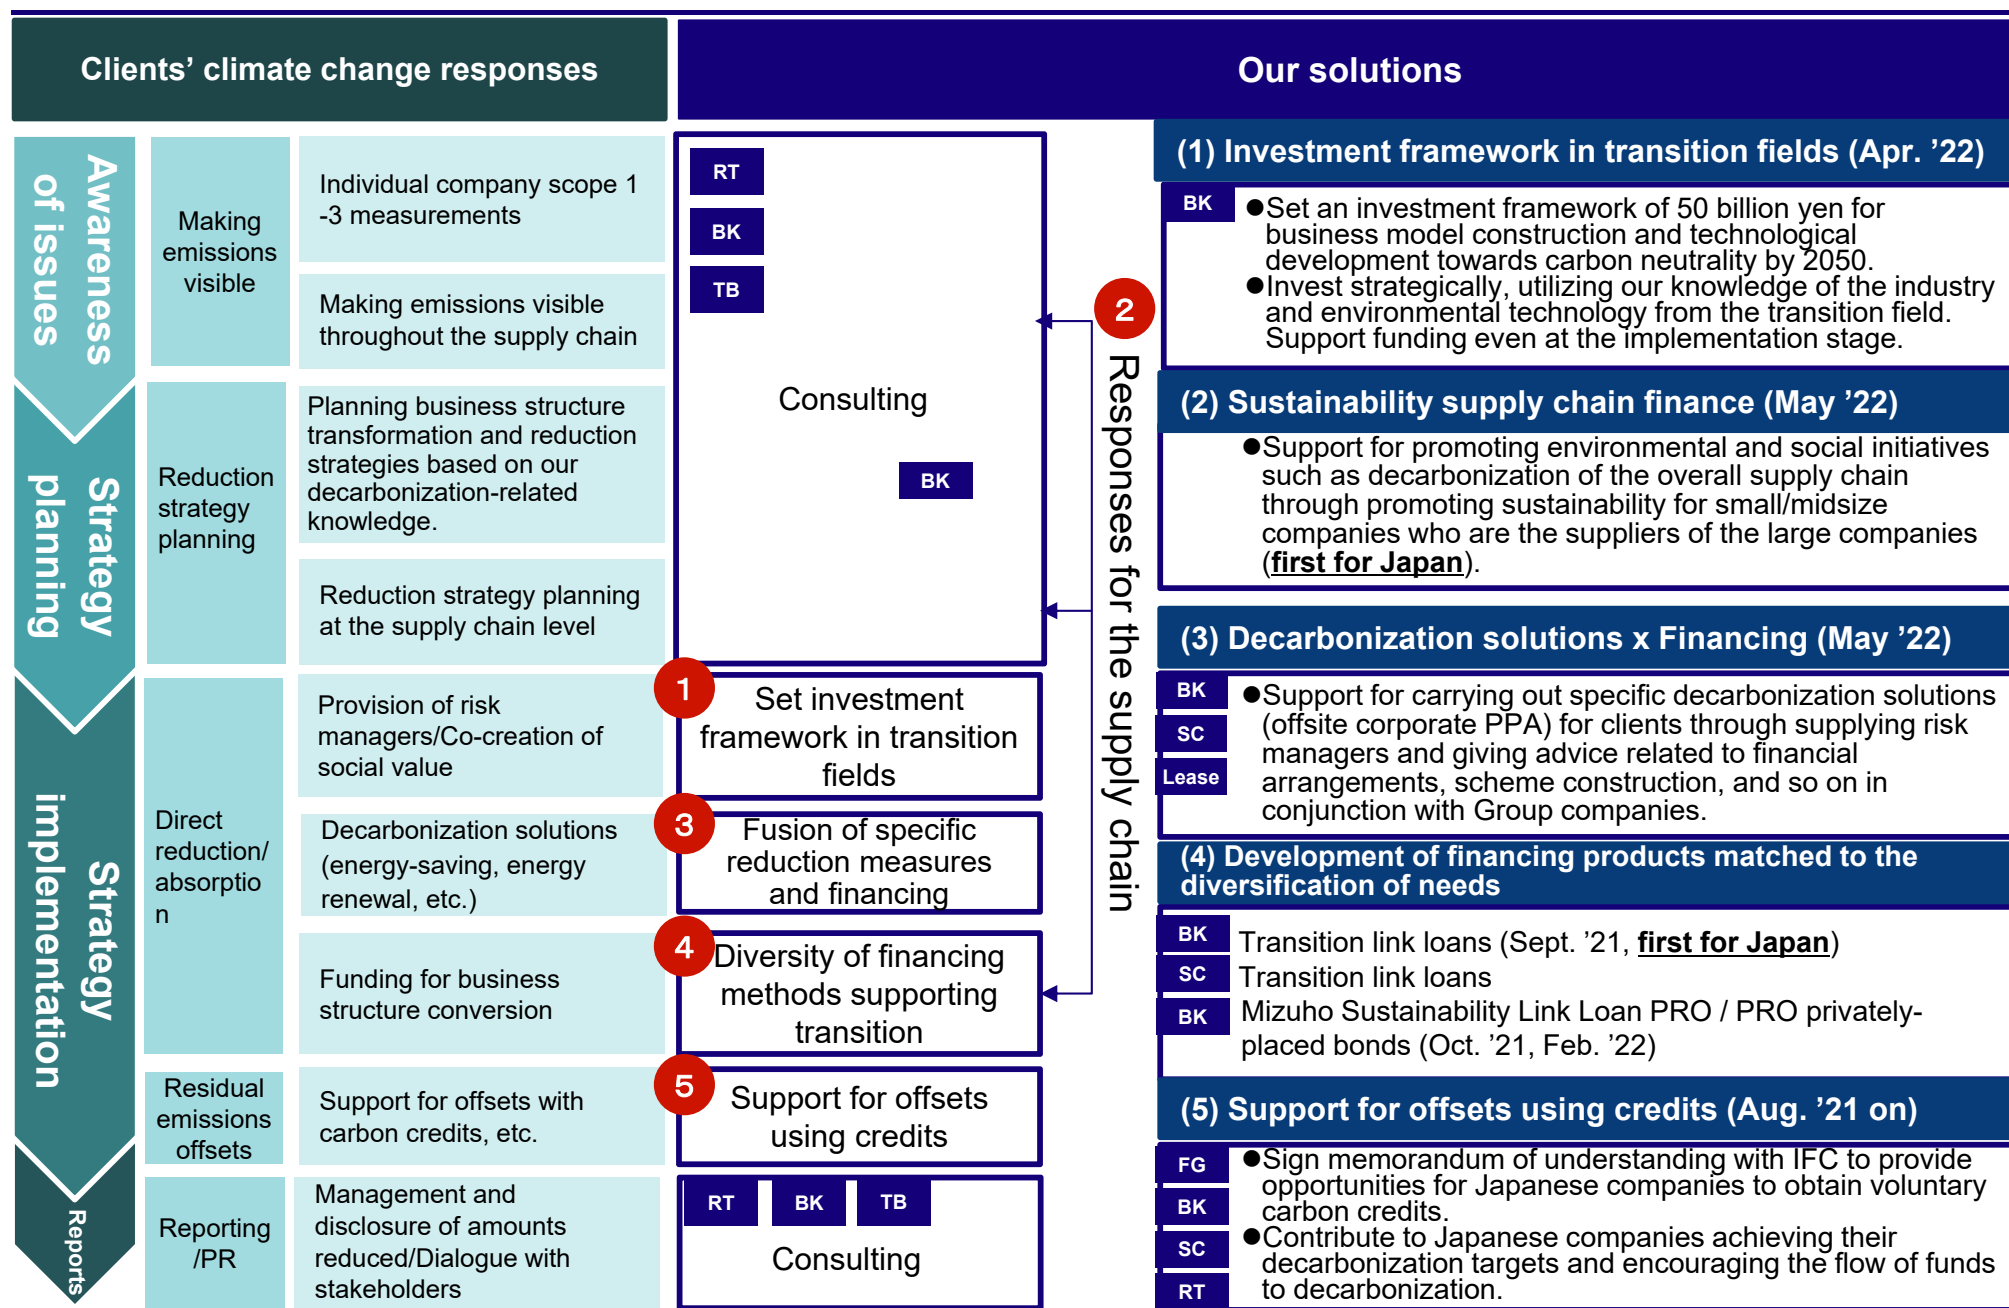 Clients’ climate change responses
Our solutions
Awareness
of issues
Making
emissions
visible
Individual company scope 1
-3 measurements
Making emissions visible
throughout the supply chain
Strategy
planning
Reduction
strategy
planning
Planning business structure
transformation and reduction
strategies based on our
decarbonization-related
knowledge.
Reduction strategy planning
at the supply chain level
Strategy
implementation
Direct
reduction/
absorptio
n
Provision of risk
managers/Co-creation of
social value
Decarbonization solutions
(energy-saving, energy
renewal, etc.)
Funding for business
structure conversion
Residual
emissions
offsets
Support for offsets with
carbon credits, etc.
Reports
Reporting
/PR
Management and
disclosure of amounts
reduced/Dialogue with
stakeholders
RT
BK
TB
Consulting
BK
1
Set investment
framework in transition
fields
3
Fusion of specific
reduction measures
and financing
4
Diversity of financing
methods supporting
transition
5
Support for offsets
using credits
RT
BK
TB
Consulting
2
Responses for the supply chain
(1) Investment framework in transition fields (Apr. ’22)
BK
●Set an investment framework of 50 billion yen for
business model construction and technological
development towards carbon neutrality by 2050.
●Invest strategically, utilizing our knowledge of the industry
and environmental technology from the transition field.
Support funding even at the implementation stage.
(2) Sustainability supply chain finance (May ’22)
●Support for promoting environmental and social initiatives
such as decarbonization of the overall supply chain
through promoting sustainability for small/midsize
companies who are the suppliers of the large companies
(first for Japan).
(3) Decarbonization solutions x Financing (May ’22)
BK
SC
Lease
●Support for carrying out specific decarbonization solutions
(offsite corporate PPA) for clients through supplying risk
managers and giving advice related to financial
arrangements, scheme construction, and so on in
conjunction with Group companies.
(4) Development of financing products matched to the
diversification of needs
BK
Transition link loans (Sept. ’21, first for Japan)
SC
Transition link loans
BK
Mizuho Sustainability Link Loan PRO / PRO privately-
placed bonds (Oct. ’21, Feb. ’22)
(5) Support for offsets using credits (Aug. ’21 on)
FG
BK
SC
RT
●Sign memorandum of understanding with IFC to provide
opportunities for Japanese companies to obtain voluntary
carbon credits.
●Contribute to Japanese companies achieving their
decarbonization targets and encouraging the flow of funds
to decarbonization.